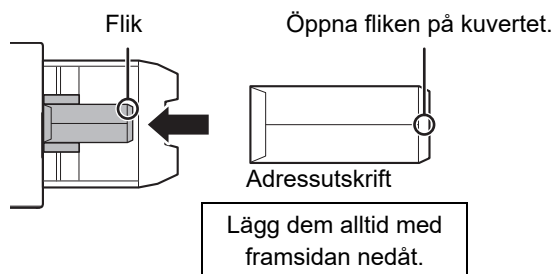 Flik
Öppna fliken på kuvertet.
Adressutskrift
Lägg dem alltid med
framsidan nedåt.